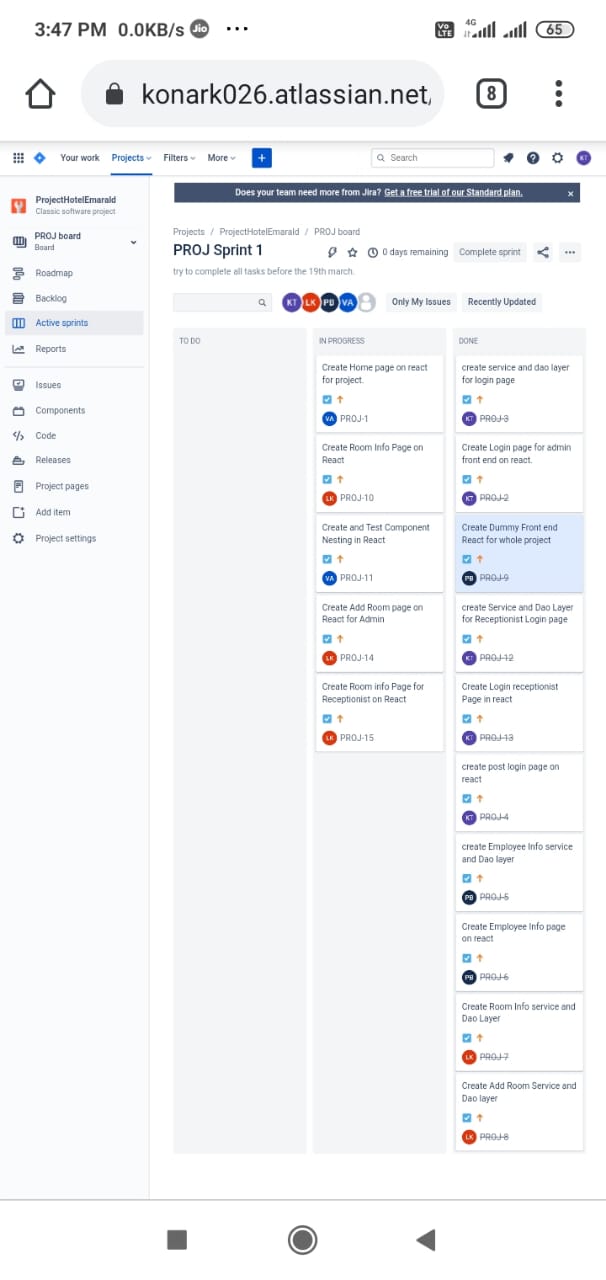 3:47 PM 0.0KB/s Jio ...
Vo LTE 4G 65
konark026.atlassian.net, 8
Your work Projects Filters More + Search ? KT
ProjectHotelEmarald
Classic software project
PROJ board
Board
Roadmap
Backlog
Active sprints
Reports
Issues
Components
Code
Releases
Project pages
Add item
Project settings
Does your team need more from Jira? Get a free trial of our Standard plan. ×
Projects / ProjectHotelEmarald / PROJ board
PROJ Sprint 1
0 days remaining Complete sprint ...
try to complete all tasks before the 19th march.
KT LK PB VA Only My Issues Recently Updated
TO DO
IN PROGRESS
Create Home page on react
for project.
VA PROJ-1
Create Room Info Page on
React
LK PROJ-10
Create and Test Component
Nesting in React
VA PROJ-11
Create Add Room page on
React for Admin
LK PROJ-14
Create Room info Page for
Receptionist on React
LK PROJ-15
DONE
create service and dao layer
for login page
KT PROJ-3
Create Login page for admin
front end on react.
KT PROJ-2
Create Dummy Front end
React for whole project
PB PROJ-9
create Service and Dao Layer
for Receptionist Login page
KT PROJ-12
Create Login receptionist
Page in react
KT PROJ-13
create post login page on
react
KT PROJ-4
create Employee Info service
and Dao layer
PB PROJ-5
Create Employee Info page
on react
PB PROJ-6
Create Room Info service and
Dao Layer
LK PROJ-7
Create Add Room Service and
Dao layer
LK PROJ-8